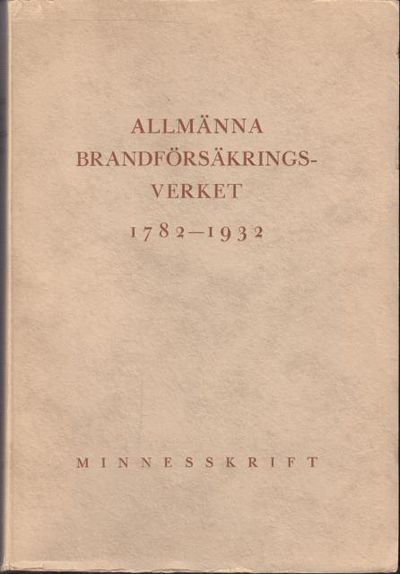 ALLMÄNNA
BRANDFÖRSÄKRINGS-
VERKET
1782—1932
MINNESSKRIFT